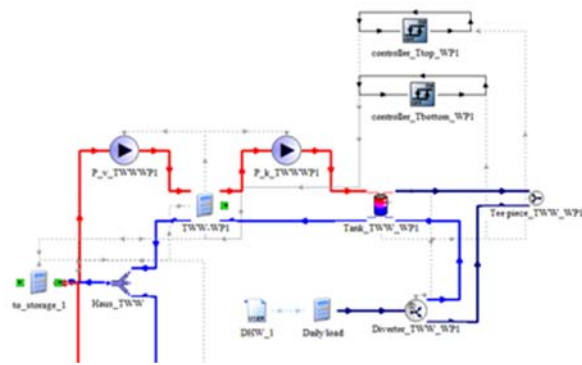 controller_Ttop_WP1
controller_Tbottom_WP1
P_v_TWWWP1
P_k_TWWWP1
TWW-WP1
Tank_TWW_WP1
Tee piece_TWW_WP1
to_storage_1
Haus_TWW
DHW_1
Daily load
Diverter_TWW_WP1